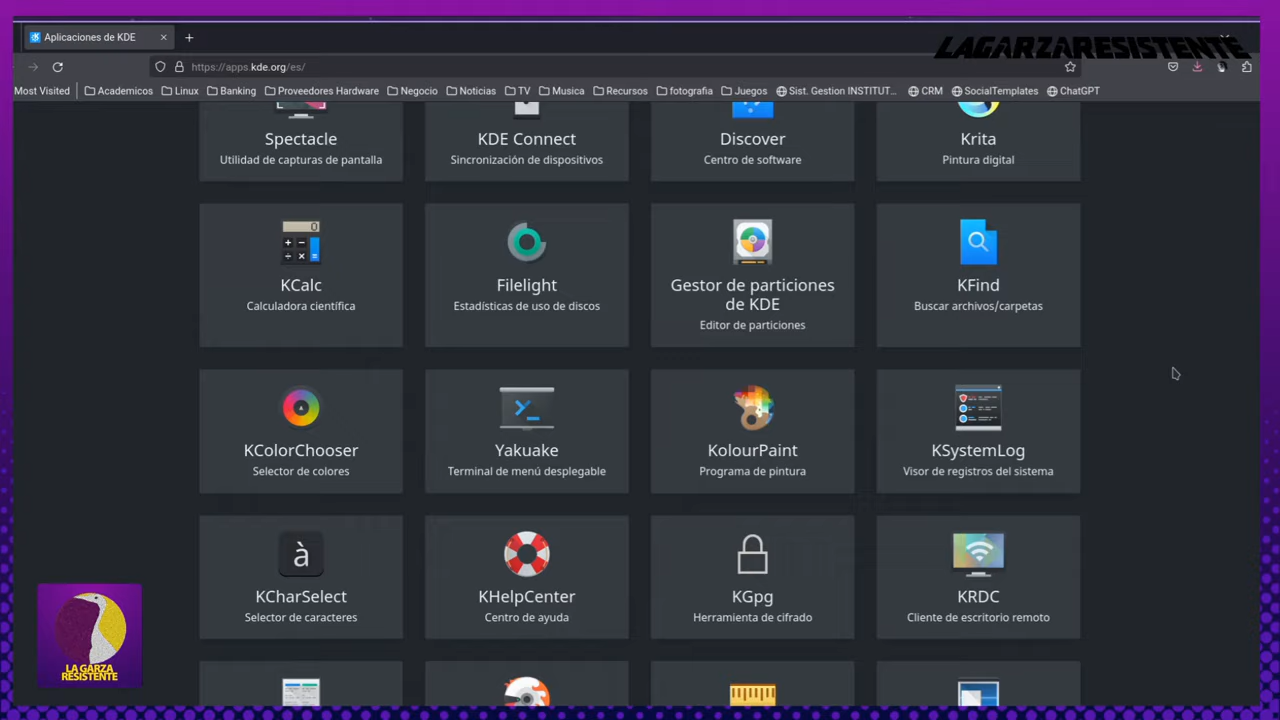 Aplicaciones de KDE
LAGARZARESISTENTE
https://apps.kde.org/es/
Most Visited Academicos Linux Banking Proveedores Hardware Negocio Noticias TV Musica Recursos fotografia Juegos Sist. Gestion INSTITUT... CRM SocialTemplates ChatGPT
Spectacle
Utilidad de capturas de pantalla
KDE Connect
Sincronización de dispositivos
Discover
Centro de software
Krita
Pintura digital
0
KCalc
Calculadora científica
Filelight
Estadísticas de uso de discos
Gestor de particiones
de KDE
Editor de particiones
KFind
Buscar archivos/carpetas
KColorChooser
Selector de colores
Yakuake
Terminal de menú desplegable
KolourPaint
Programa de pintura
KSystemLog
Visor de registros del sistema
à
KCharSelect
Selector de caracteres
KHelpCenter
Centro de ayuda
KGpg
Herramienta de cifrado
KRDC
Cliente de escritorio remoto
LA GARZA
RESISTENTE